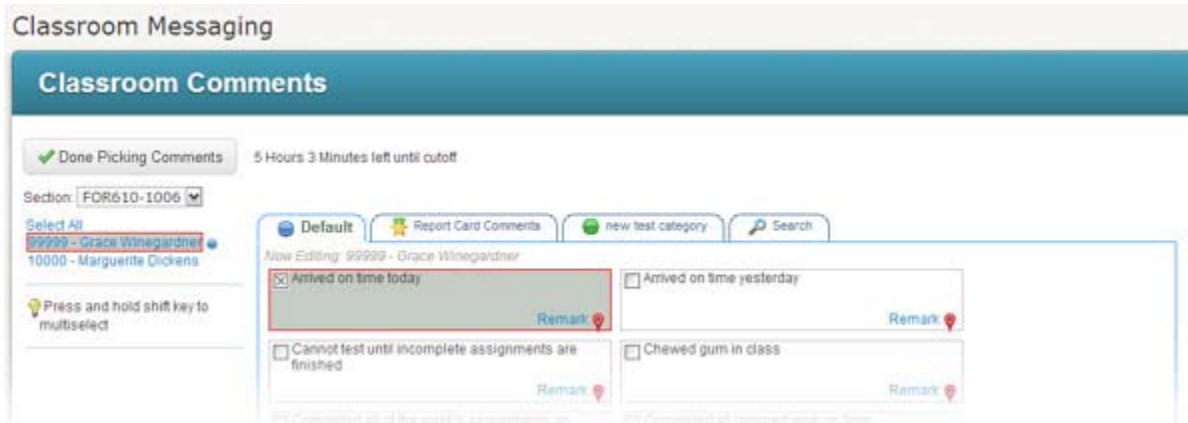 Classroom Messaging
Classroom Comments
Done Picking Comments
5 Hours 3 Minutes left until cutoff
Section: FOR610-1006
Select All
99999 - Grace Winegardner
10000 - Marguerite Dickens
Press and hold shift key to
multiselect
Default
Report Card Comments
new test category
Search
Now Editing: 99999 - Grace Winegardner
Arrived on time today
Remark
Arrived on time yesterday
Remark
Cannot test until incomplete assignments are
finished
Remark
Chewed gum in class
Remark